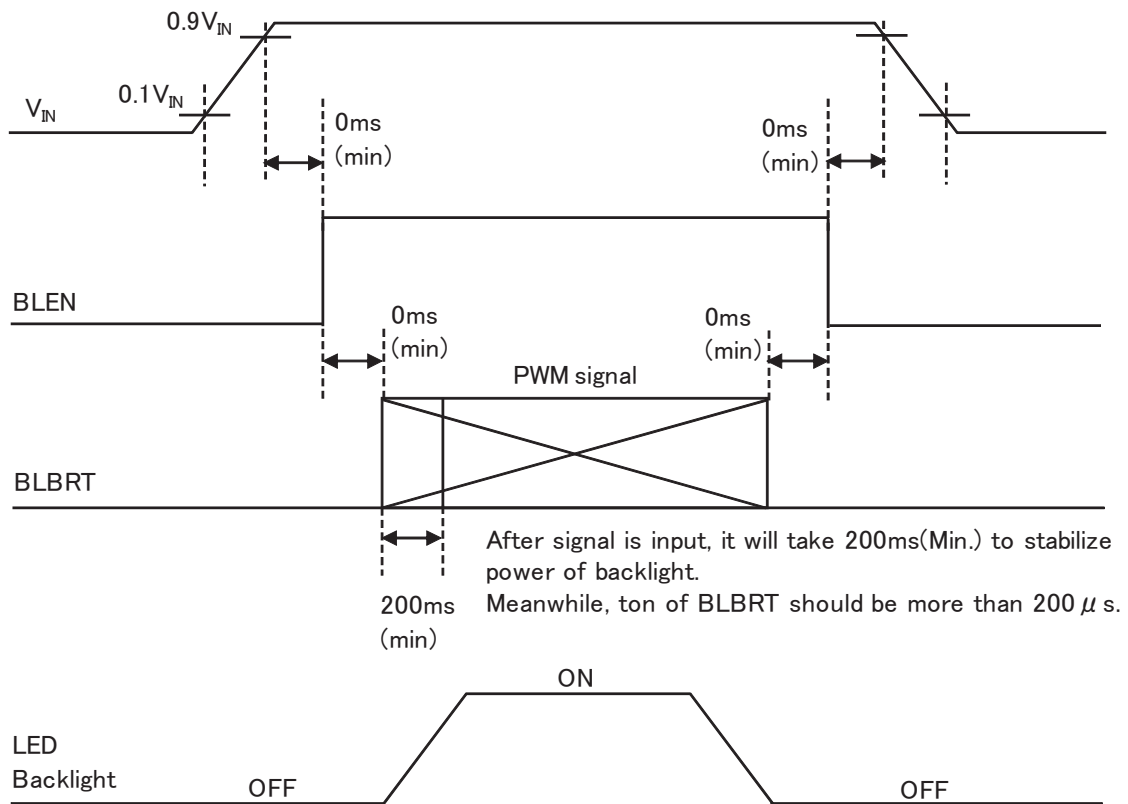 0.9VIN
0.1VIN
VIN
0ms
(min)
0ms
(min)
BLEN
0ms
(min)
0ms
(min)
PWM signal
BLBRT
After signal is input, it will take 200ms(Min.) to stabilize
power of backlight.
200ms
(min)
Meanwhile, ton of BLBRT should be more than 200 μ s.
ON
LED
Backlight
OFF
OFF